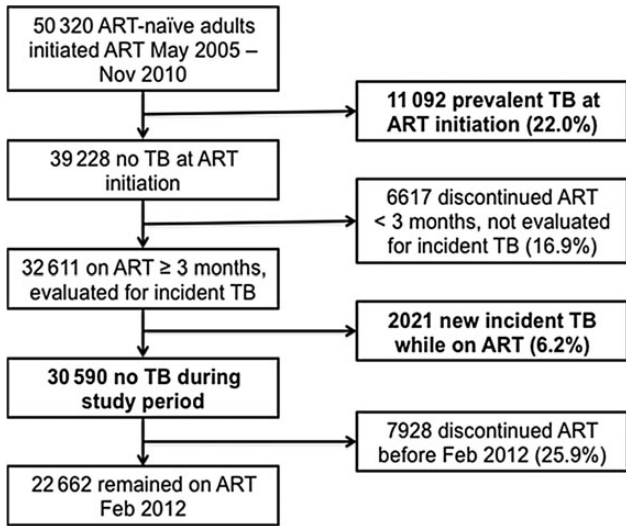 50 320 ART-naïve adults
initiated ART May 2005 –
Nov 2010
11 092 prevalent TB at
ART initiation (22.0%)
39 228 no TB at ART
initiation
6617 discontinued ART
< 3 months, not evaluated
for incident TB (16.9%)
32 611 on ART ≥ 3 months,
evaluated for incident TB
2021 new incident TB
while on ART (6.2%)
30 590 no TB during
study period
7928 discontinued ART
before Feb 2012 (25.9%)
22 662 remained on ART
Feb 2012